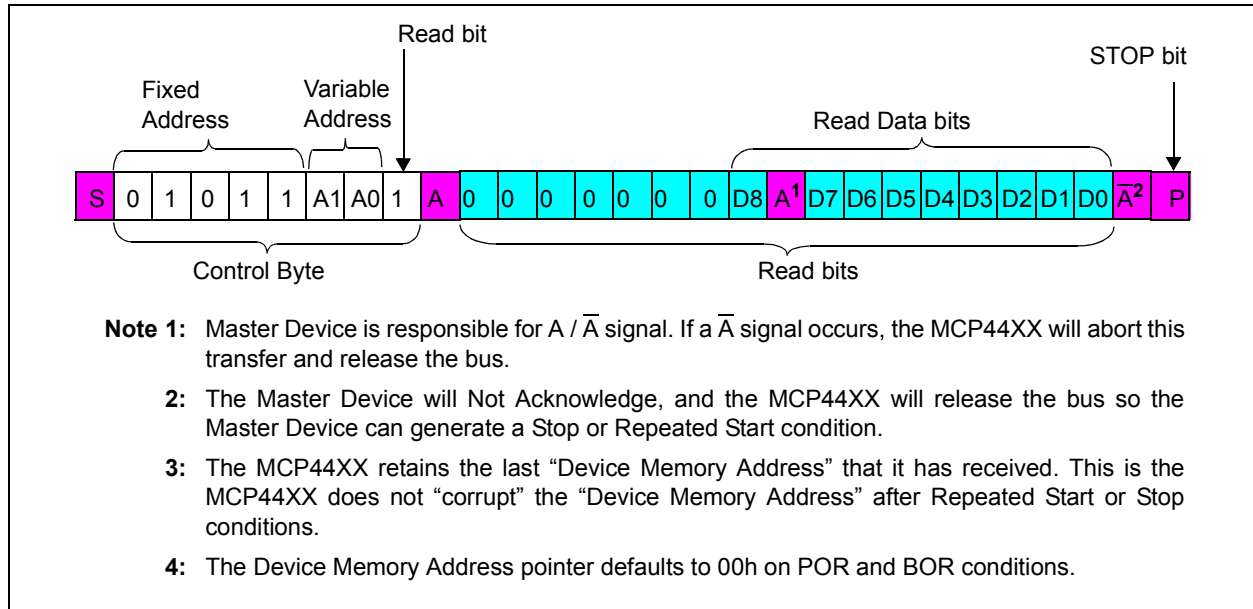 Read bit
STOP bit
Fixed
Address
Variable
Address
Read Data bits
S 0 1 0 1 1 A1 A0 1 A 0 0 0 0 0 0 0 D8 A¹ D7 D6 D5 D4 D3 D2 D1 D0 A̅² P
Control Byte
Read bits
Note 1: Master Device is responsible for A / A̅ signal. If a A̅ signal occurs, the MCP44XX will abort this
transfer and release the bus.
2: The Master Device will Not Acknowledge, and the MCP44XX will release the bus so the
Master Device can generate a Stop or Repeated Start condition.
3: The MCP44XX retains the last “Device Memory Address” that it has received. This is the
MCP44XX does not “corrupt” the “Device Memory Address” after Repeated Start or Stop
conditions.
4: The Device Memory Address pointer defaults to 00h on POR and BOR conditions.